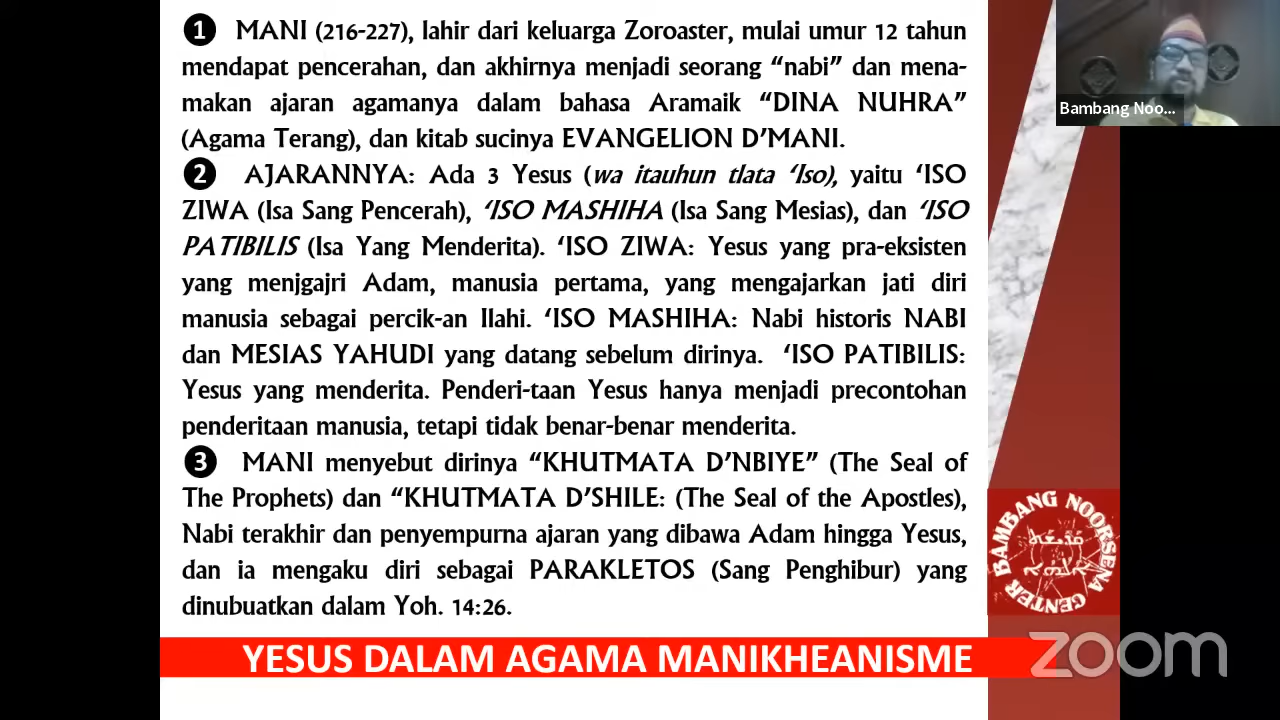 ❶ MANI (216-227), lahir dari keluarga Zoroaster, mulai umur 12 tahun
mendapat pencerahan, dan akhirnya menjadi seorang “nabi” dan mena-
makan ajaran agamanya dalam bahasa Aramaik “DINA NUHRA”
(Agama Terang), dan kitab sucinya EVANGELION D’MANI.
❷ AJARANNYA: Ada 3 Yesus (wa itauhun tlata ‘Iso), yaitu ‘ISO
ZIWA (Isa Sang Pencerah), ‘ISO MASHIHA (Isa Sang Mesias), dan ‘ISO
PATIBILIS (Isa Yang Menderita). ‘ISO ZIWA: Yesus yang pra-eksisten
yang menjgajri Adam, manusia pertama, yang mengajarkan jati diri
manusia sebagai percik-an Ilahi. ‘ISO MASHIHA: Nabi historis NABI
dan MESIAS YAHUDI yang datang sebelum dirinya. ‘ISO PATIBILIS:
Yesus yang menderita. Penderi-taan Yesus hanya menjadi precontohan
penderitaan manusia, tetapi tidak benar-benar menderita.
❸ MANI menyebut dirinya “KHUTMATA D’NBIYE” (The Seal of
The Prophets) dan “KHUTMATA D’SHILE: (The Seal of the Apostles),
Nabi terakhir dan penyempurna ajaran yang dibawa Adam hingga Yesus,
dan ia mengaku diri sebagai PARAKLETOS (Sang Penghibur) yang
dinubuatkan dalam Yoh. 14:26.
YESUS DALAM AGAMA MANIKHEANISME
Bambang Noo...
BAMBANG NOORSENA CENTER
zoom